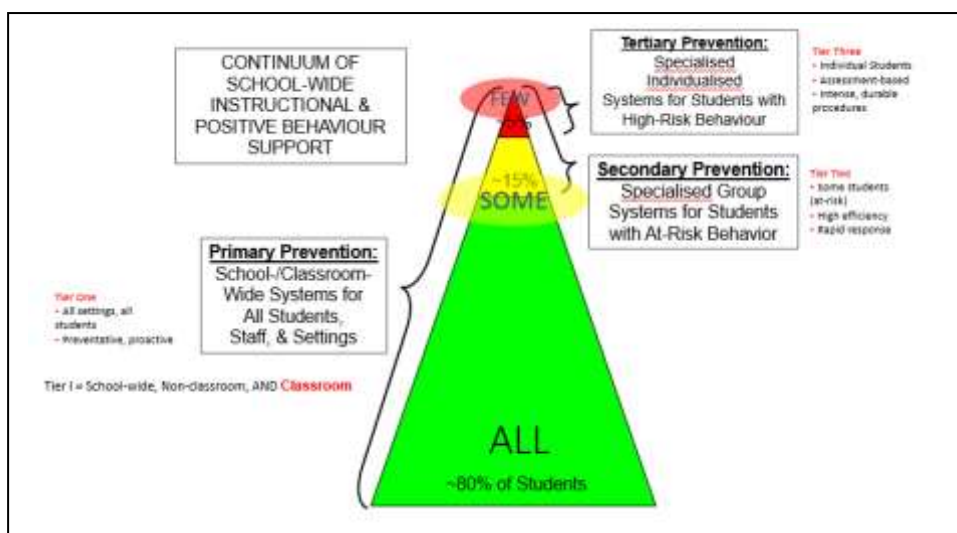 CONTINUUM OF
SCHOOL-WIDE
INSTRUCTIONAL &
POSITIVE BEHAVIOUR
SUPPORT
Tertiary Prevention:
Specialised
Individualised
Systems for Students with
High-Risk Behaviour
Tier Three
• Individual Students
• Assessment-based
• Intense, durable
procedures
FEW
Secondary Prevention:
Specialised Group
Systems for Students
with At-Risk Behavior
Tier Two
• Some students
(at-risk)
• High efficiency
• Rapid response
~15%
SOME
Primary Prevention:
School-/Classroom-
Wide Systems for
All Students,
Staff, & Settings
Tier One
• All settings, all
students
• Preventative, proactive
Tier I = School-wide, Non-classroom, AND Classroom
ALL
~80% of Students